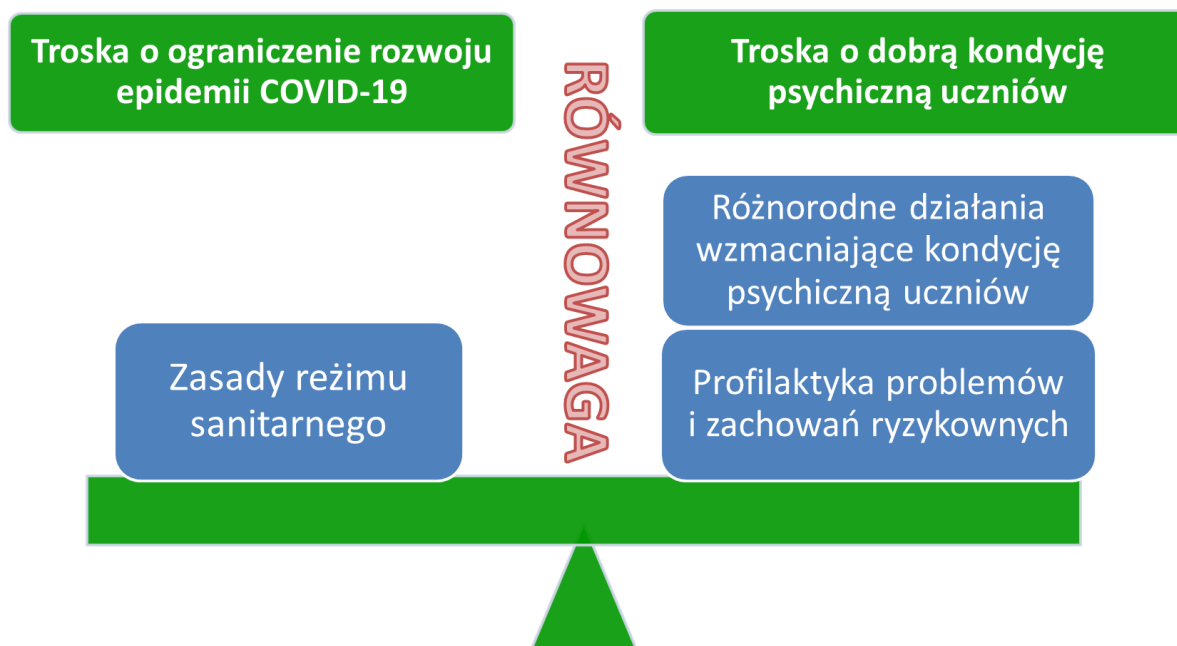 Troska o ograniczenie rozwoju
epidemii COVID-19
RÓWNOWAGA
Troska o dobrą kondycję
psychiczną uczniów
Różnorodne działania
wzmacniające kondycję
psychiczną uczniów
Zasady reżimu
sanitarnego
Profilaktyka problemów
i zachowań ryzykownych